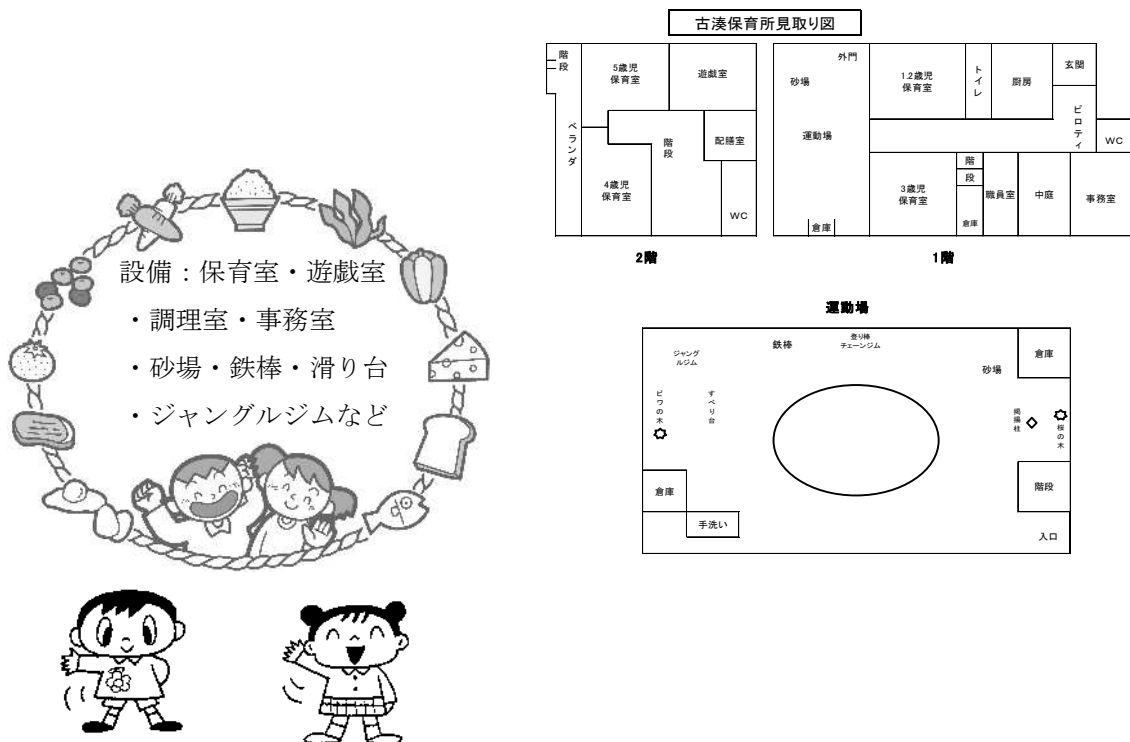 設備：保育室・遊戯室
・調理室・事務室
・砂場・鉄棒・滑り台
・ジャングルジムなど
古湊保育所見取り図
階段
5歳児
保育室
遊戯室
ベランダ
階段
配膳室
4歳児
保育室
WC
2階
外門
砂場
1.2歳児
保育室
トイレ
厨房
玄関
運動場
ピロティ
WC
3歳児
保育室
階
段
倉庫
職員室
中庭
事務室
倉庫
1階
運動場
ジャング
ルジム
鉄棒
登り棒
チェーンジム
砂場
倉庫
ビワの木
すべり台
掲揚柱
桜の木
倉庫
手洗い
階段
入口